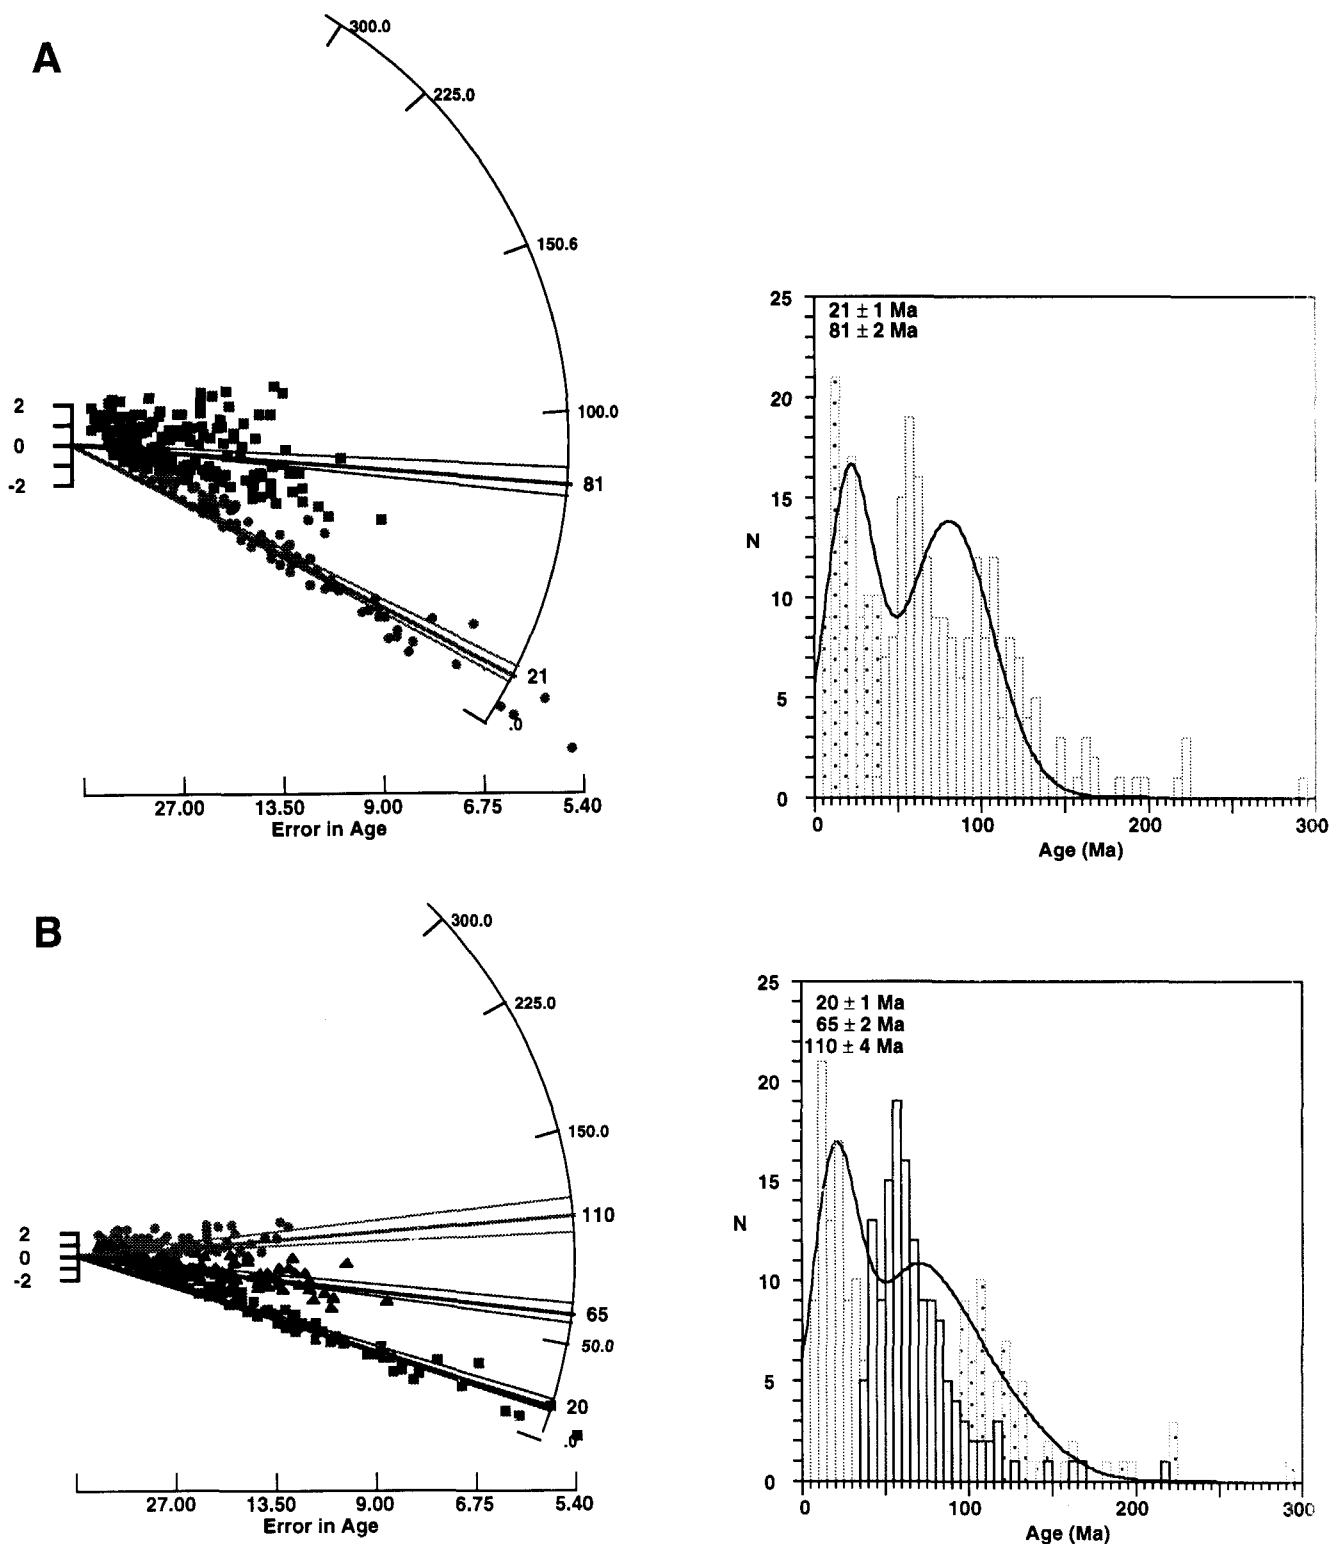 A
300.0
225.0
150.6
100.0
81
21
.0
2
0
-2
27.00 13.50 9.00 6.75 5.40
Error in Age
25
20
15
10
5
0
N
21 ± 1 Ma
81 ± 2 Ma
0 100 200 300
Age (Ma)
B
300.0
225.0
150.0
110
65
50.0
20
.0
2
0
-2
27.00 13.50 9.00 6.75 5.40
Error in Age
25
20
15
10
5
0
N
20 ± 1 Ma
65 ± 2 Ma
110 ± 4 Ma
0 100 200 300
Age (Ma)